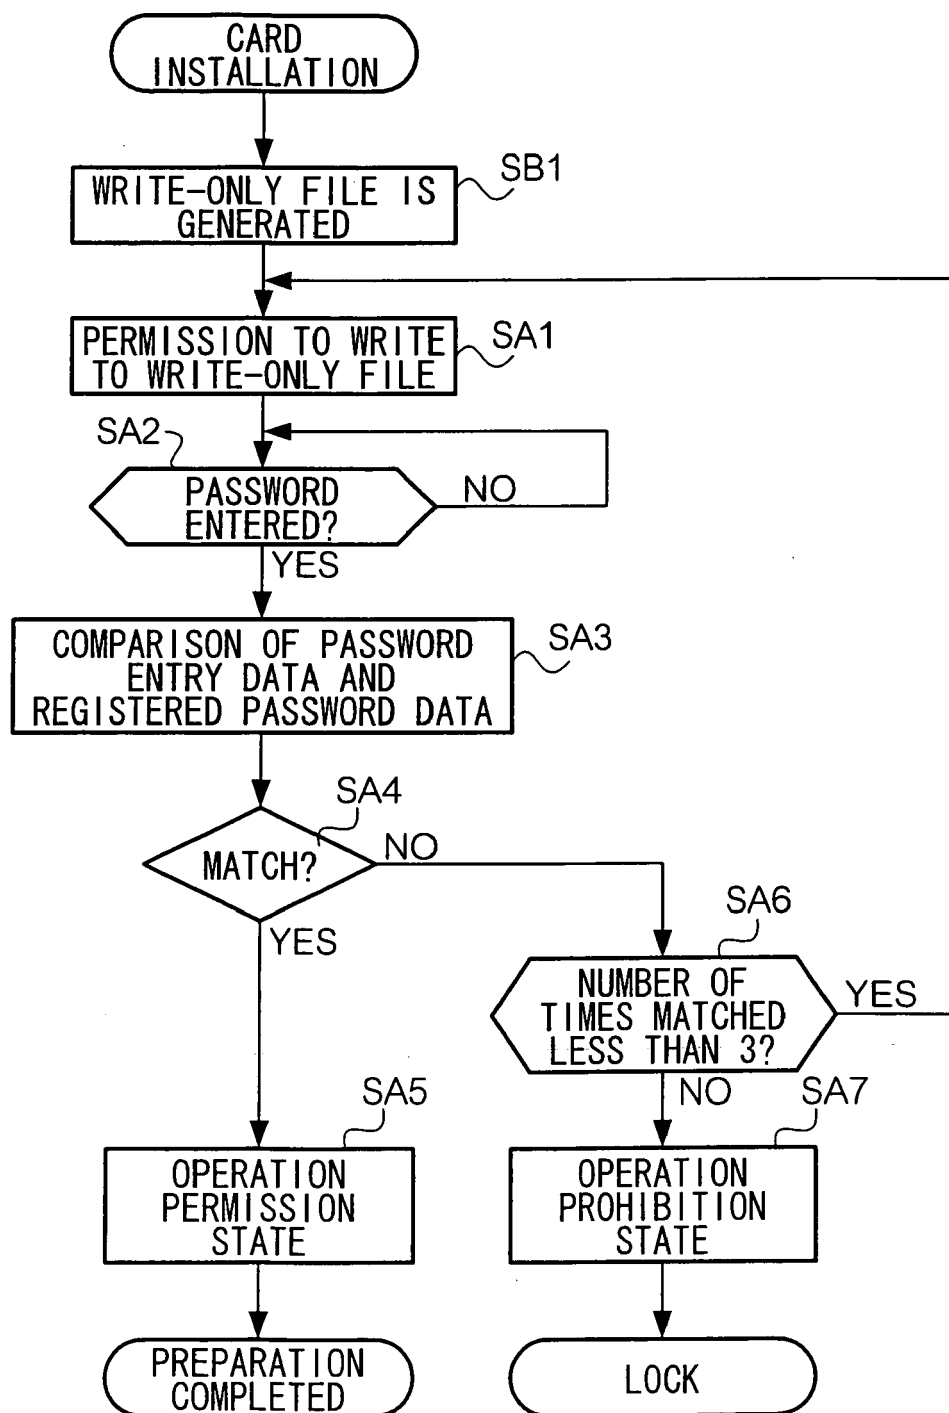 CARD
INSTALLATION
SB1
WRITE-ONLY FILE IS
GENERATED
SA1
PERMISSION TO WRITE
TO WRITE-ONLY FILE
SA2
PASSWORD
ENTERED?
NO
YES
SA3
COMPARISON OF PASSWORD
ENTRY DATA AND
REGISTERED PASSWORD DATA
SA4
MATCH?
NO
YES
SA6
NUMBER OF
TIMES MATCHED
LESS THAN 3?
YES
NO
SA5
OPERATION
PERMISSION
STATE
SA7
OPERATION
PROHIBITION
STATE
PREPARATION
COMPLETED
LOCK